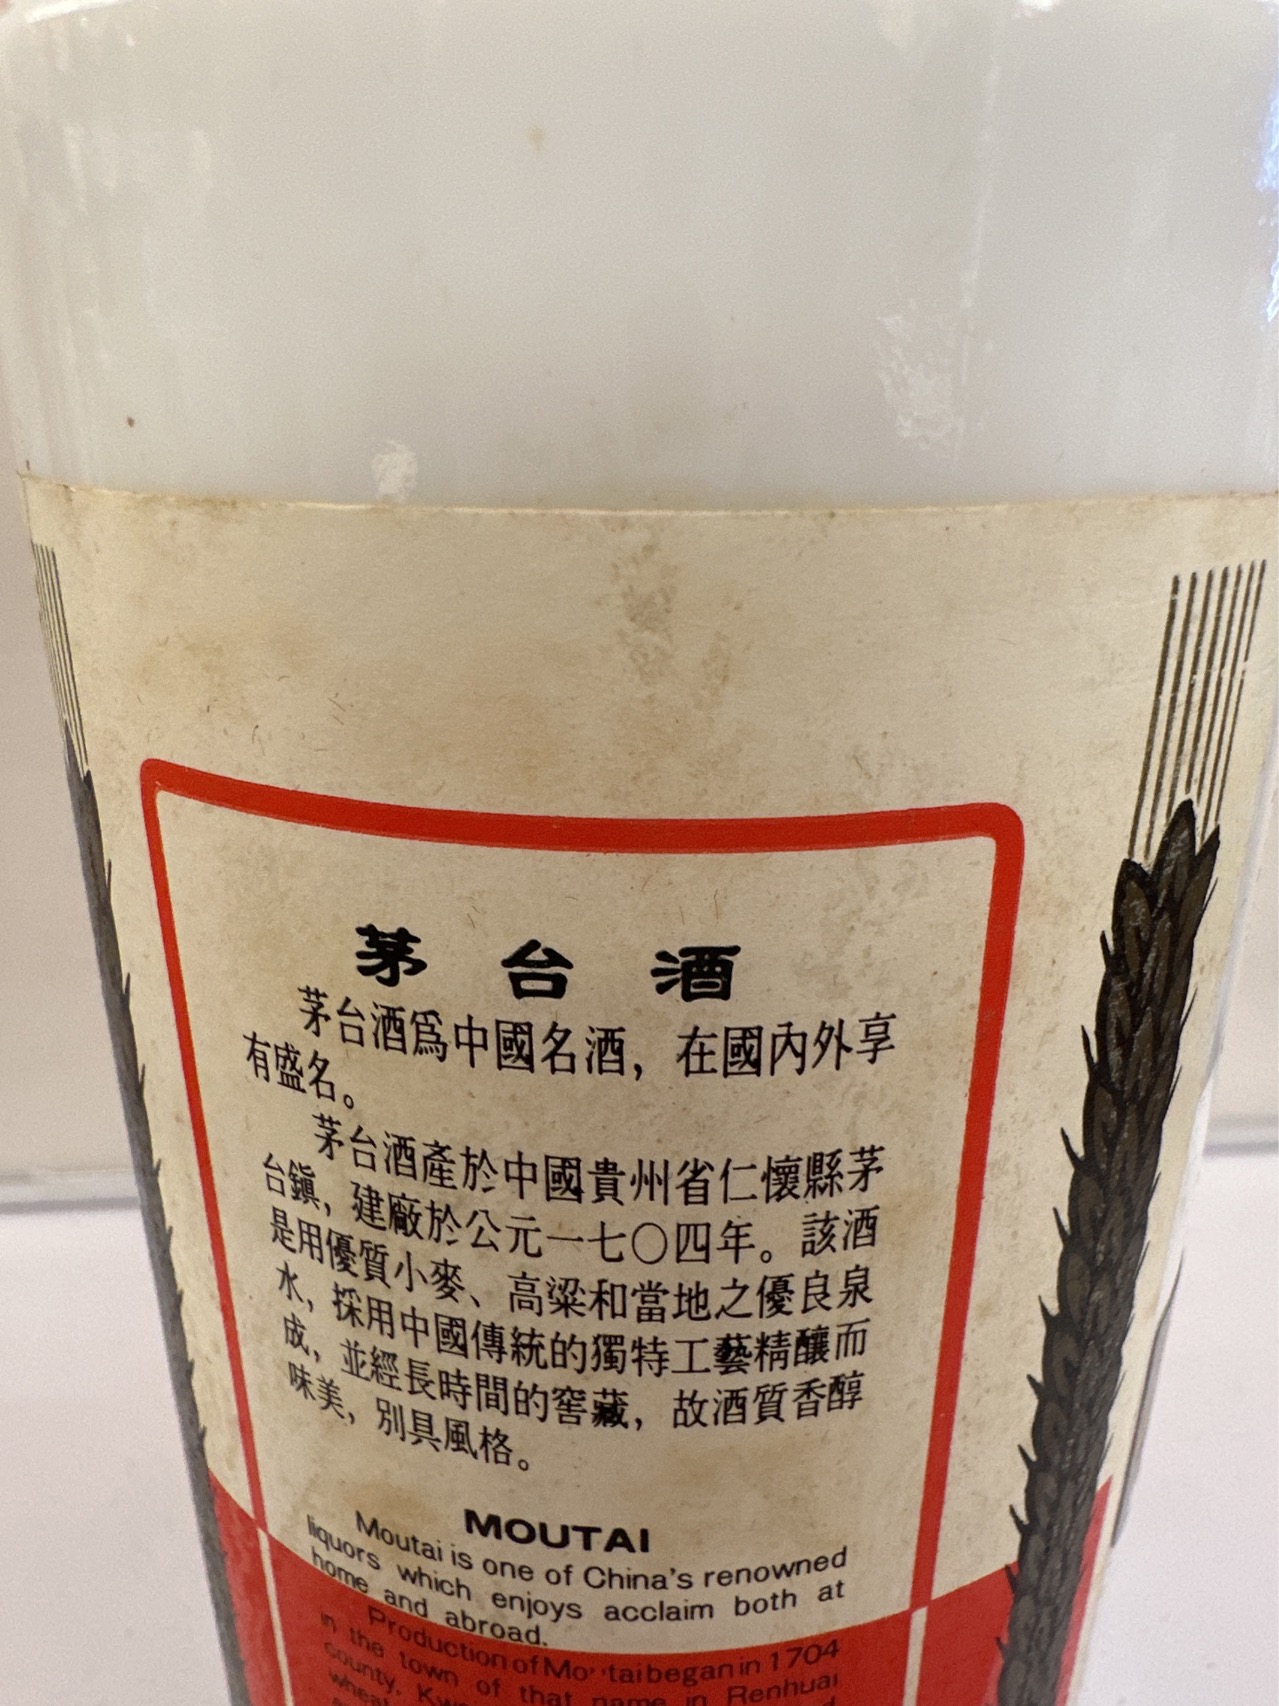 茅台酒
茅台酒爲中國名酒，在國內外享
有盛名。
茅台酒產於中國貴州省仁懷縣茅
台鎭，建廠於公元一七〇四年。該酒
是用優質小麥、高粱和當地之優良泉
水，採用中國傳統的獨特工藝精釀而
成，並經長時間的窖藏，故酒質香醇
味美，別具風格。
MOUTAI
Moutai is one of China's renowned
liquors which enjoys acclaim both at
home and abroad.
Production of Moutai began in 1704
in the town of that name in Renhuai
county,
wheat